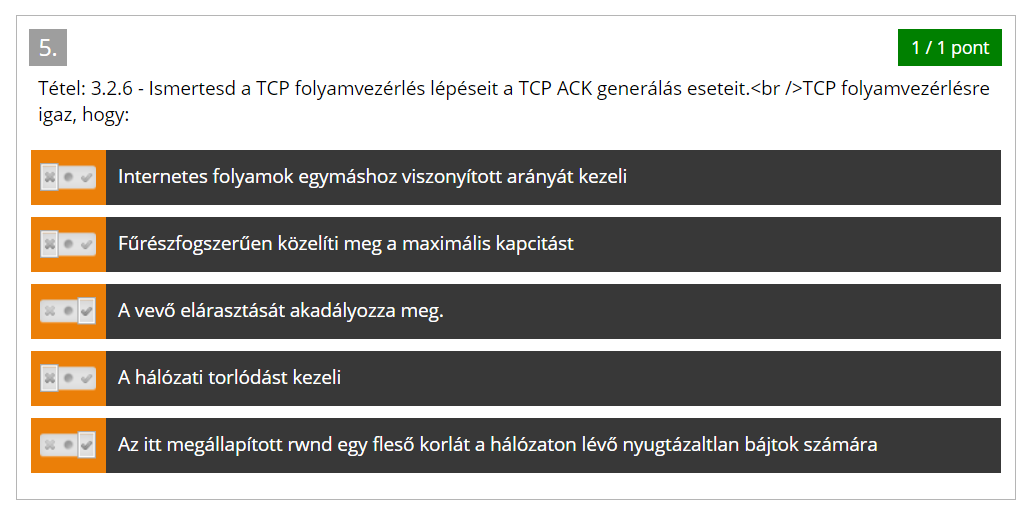 5.
1 / 1 pont
Tétel: 3.2.6 - Ismertesd a TCP folyamvezérlés lépéseit a TCP ACK generálás eseteit.<br />TCP folyamvezérlésre
igaz, hogy:
Internetes folyamok egymáshoz viszonyított arányát kezeli
Fűrészfogszerűen közelíti meg a maximális kapcitást
A vevő elárasztását akadályozza meg.
A hálózati torlódást kezeli
Az itt megállapított rwnd egy fleső korlát a hálózaton lévő nyugtázaltlan bájtok számára